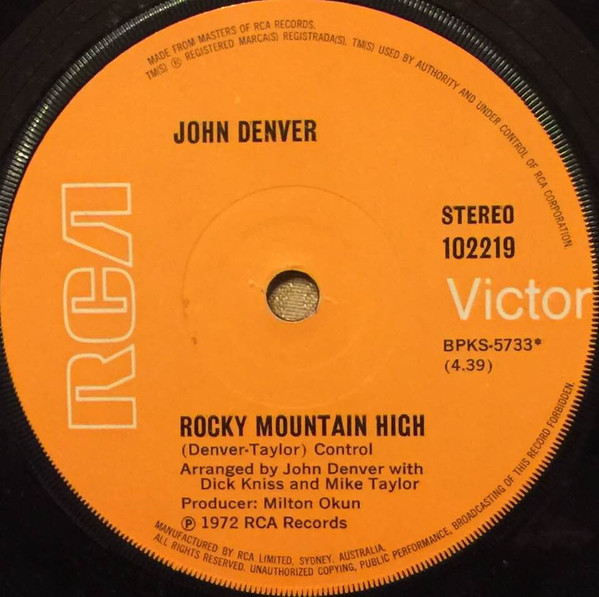 MADE FROM MASTERS OF RCA RECORDS.
TM(S) ® REGISTERED MARCA(S) REGISTRADA(S). TM(S) USED BY AUTHORITY AND UNDER CONTROL OF RCA CORPORATION.
JOHN DENVER
RCA
STEREO
102219
Victor
BPKS-5733*
(4.39)
ROCKY MOUNTAIN HIGH
(Denver-Taylor) Control
Arranged by John Denver with
Dick Kniss and Mike Taylor
Producer: Milton Okun
℗ 1972 RCA Records
MANUFACTURED BY RCA LIMITED, SYDNEY, AUSTRALIA.
ALL RIGHTS RESERVED. UNAUTHORIZED COPYING, PUBLIC PERFORMANCE, BROADCASTING OF THIS RECORD FORBIDDEN.